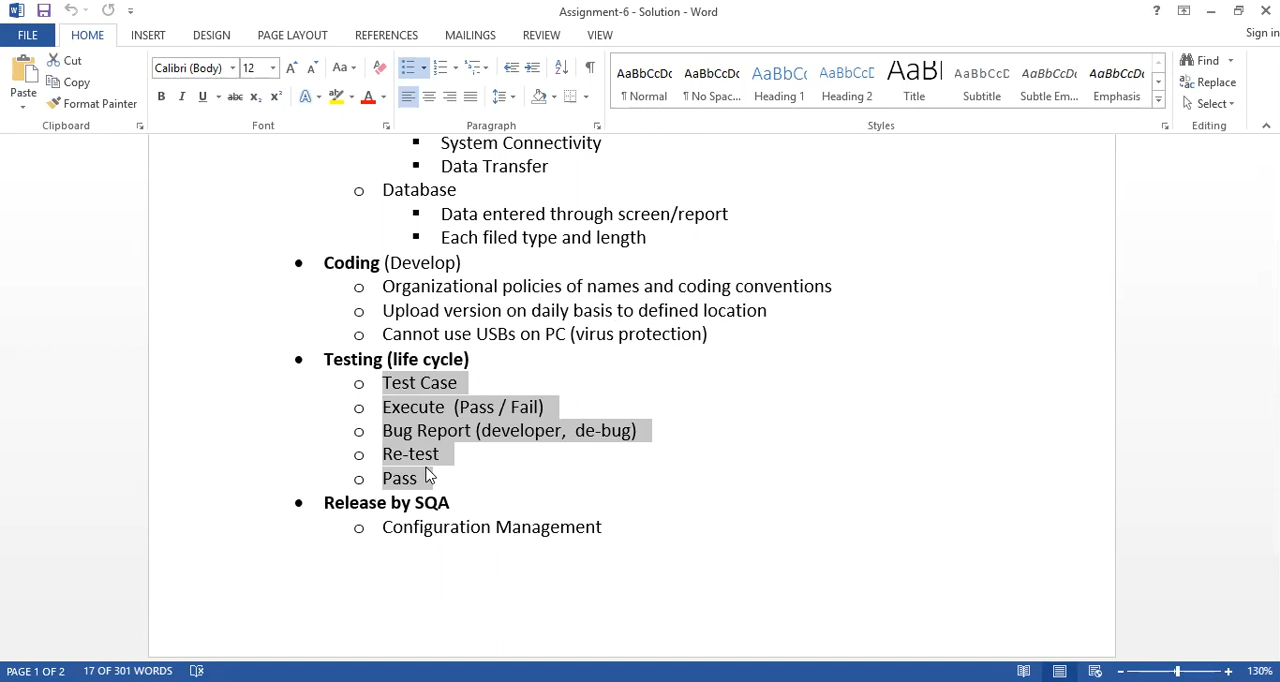 Assignment-6 - Solution - Word
FILE HOME INSERT DESIGN PAGE LAYOUT REFERENCES MAILINGS REVIEW VIEW Sign in
Paste
Cut
Copy
Format Painter
Clipboard
Calibri (Body) 12
Font
Paragraph
AaBbCcDc AaBbCcDc AaBbCc AaBbCcD AaBl AaBbCcD AaBbCcDc AaBbCcDc
¶ Normal ¶ No Spac... Heading 1 Heading 2 Title Subtitle Subtle Em... Emphasis
Styles
Find
Replace
Select
Editing
▪ System Connectivity
▪ Data Transfer
o Database
▪ Data entered through screen/report
▪ Each filed type and length
• Coding (Develop)
o Organizational policies of names and coding conventions
o Upload version on daily basis to defined location
o Cannot use USBs on PC (virus protection)
• Testing (life cycle)
o Test Case
o Execute  (Pass / Fail)
o Bug Report (developer,  de-bug)
o Re-test
o Pass
• Release by SQA
o Configuration Management
PAGE 1 OF 2 17 OF 301 WORDS 130%